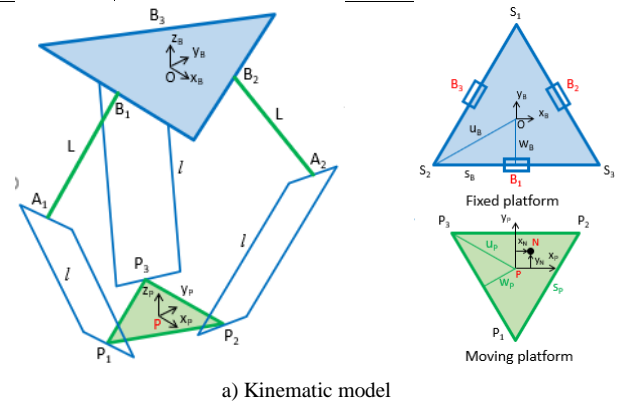 B3
zB
yB
O
xB
B2
B1
L
L
l
A2
A1
l
l
P3
zP
yP
P
xP
P2
P1
S1
B3
B2
yB
xB
O
uB
wB
S2
sB
B1
S3
Fixed platform
P3
yP
P2
xN
N
uP
yN
xP
P
wP
sP
P1
Moving platform
a) Kinematic model